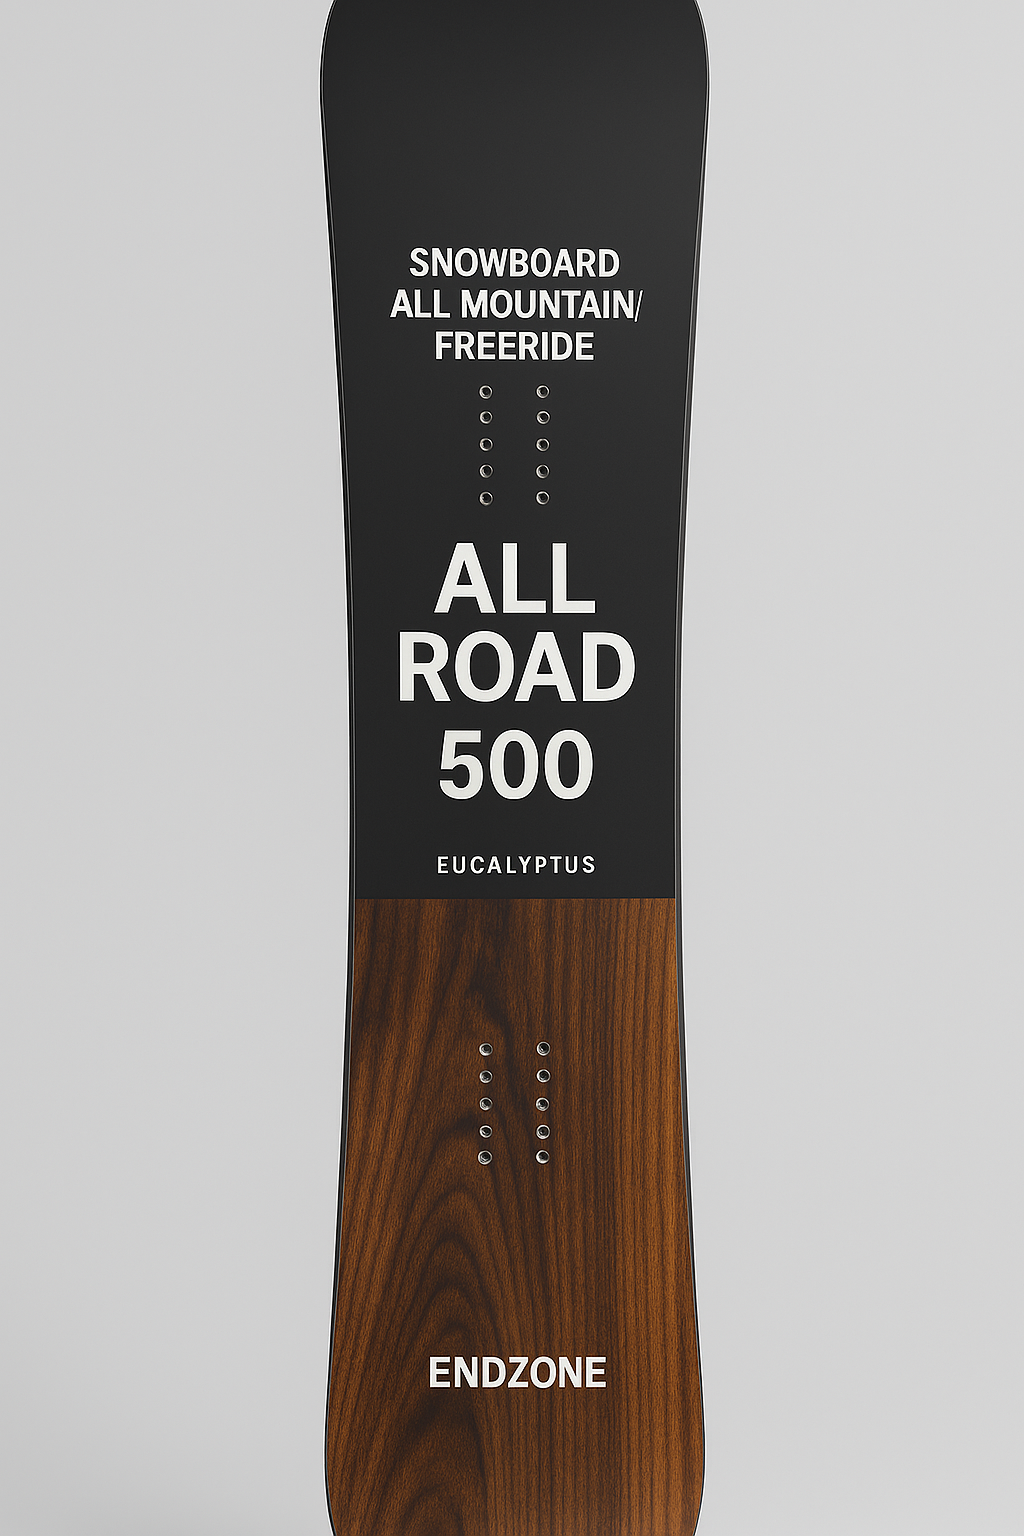 SNOWBOARD
ALL MOUNTAIN/
FREERIDE
ALL
ROAD
500
EUCALYPTUS
ENDZONE